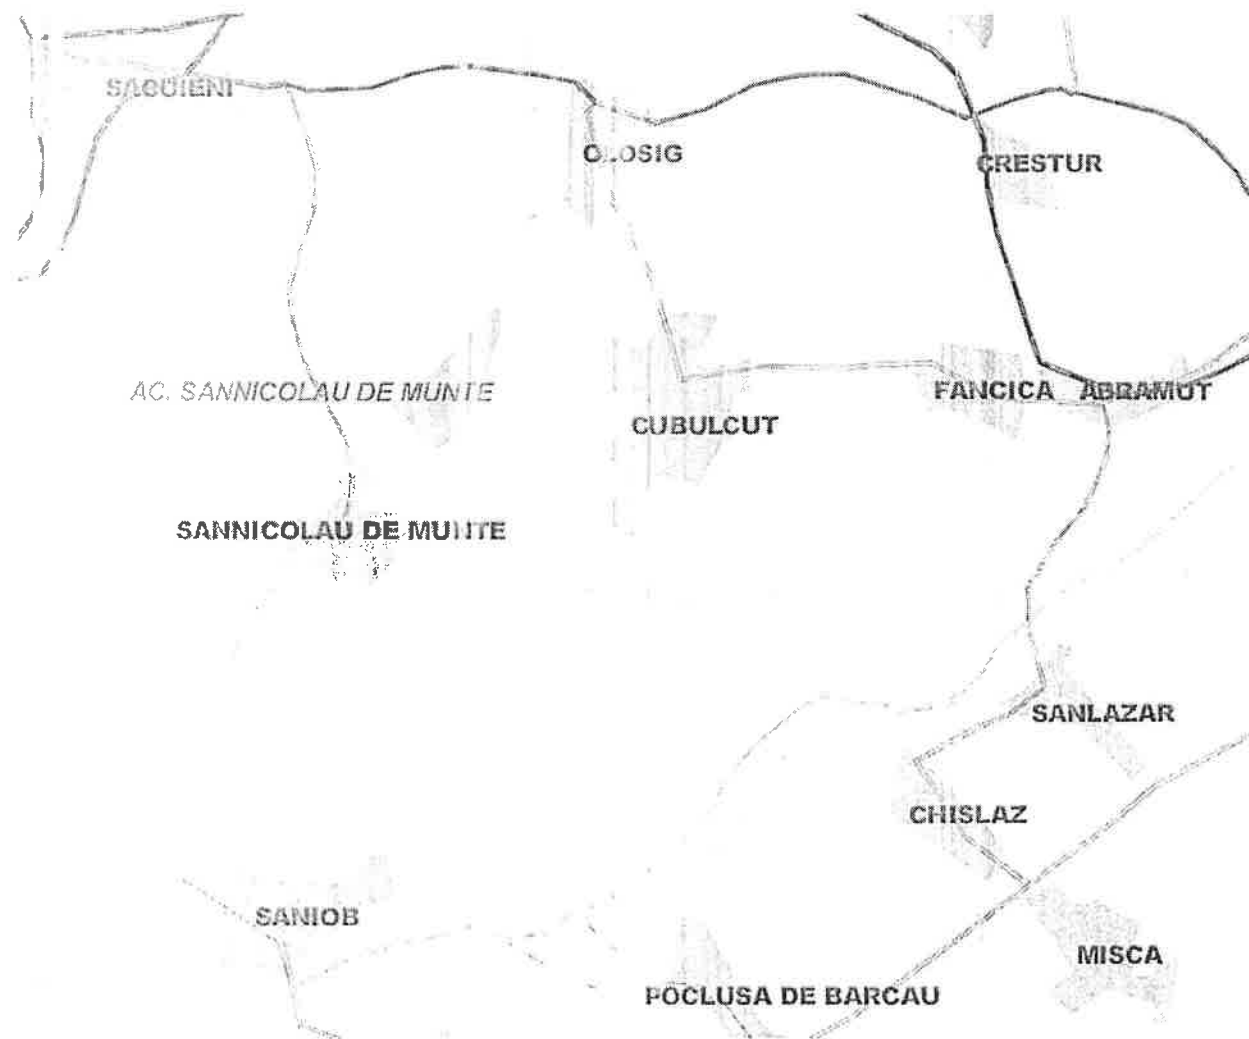 SACUIENI
OLOSIG
CRESTUR
AC. SANNICOLAU DE MUNTE
FANCICA
ABRAMUT
CUBULCUT
SANNICOLAU DE MUNTE
SANLAZAR
CHISLAZ
SANIOB
MISCA
POCLUSA DE BARCAU